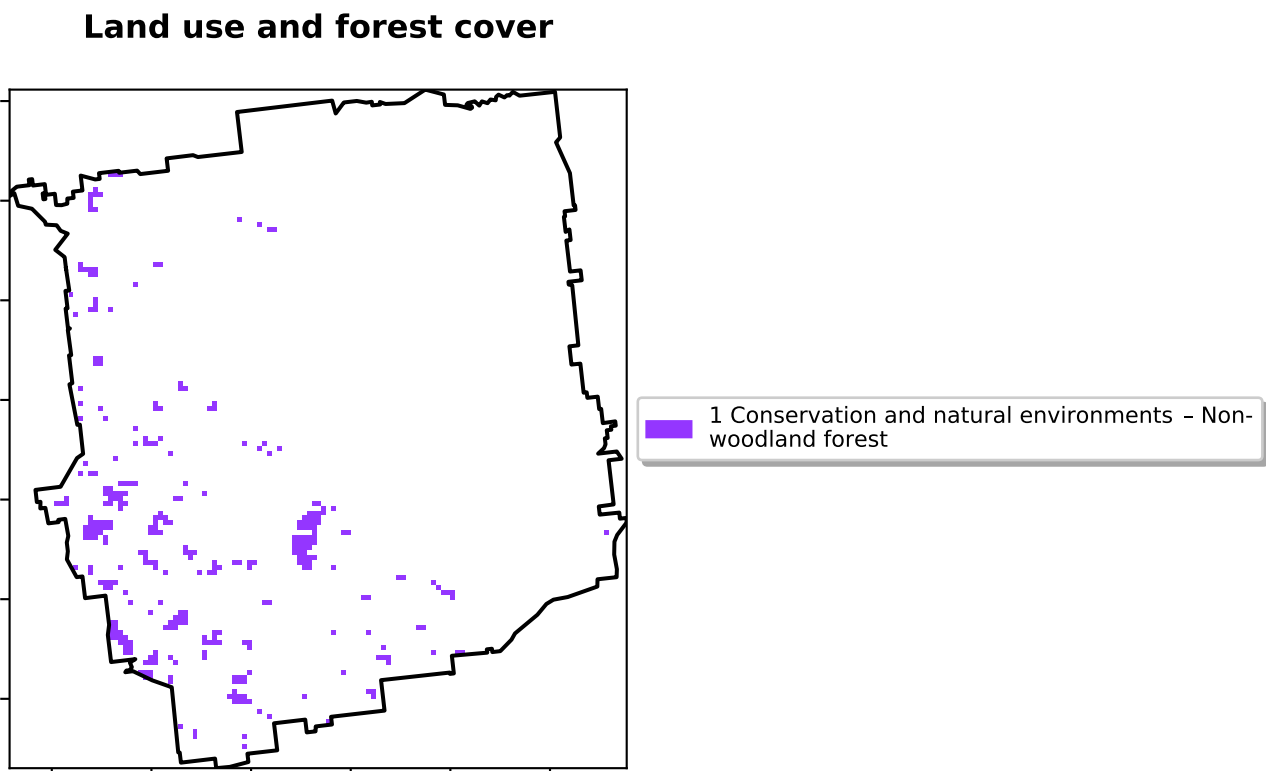 Land use and forest cover
1 Conservation and natural environments – Non-
woodland forest